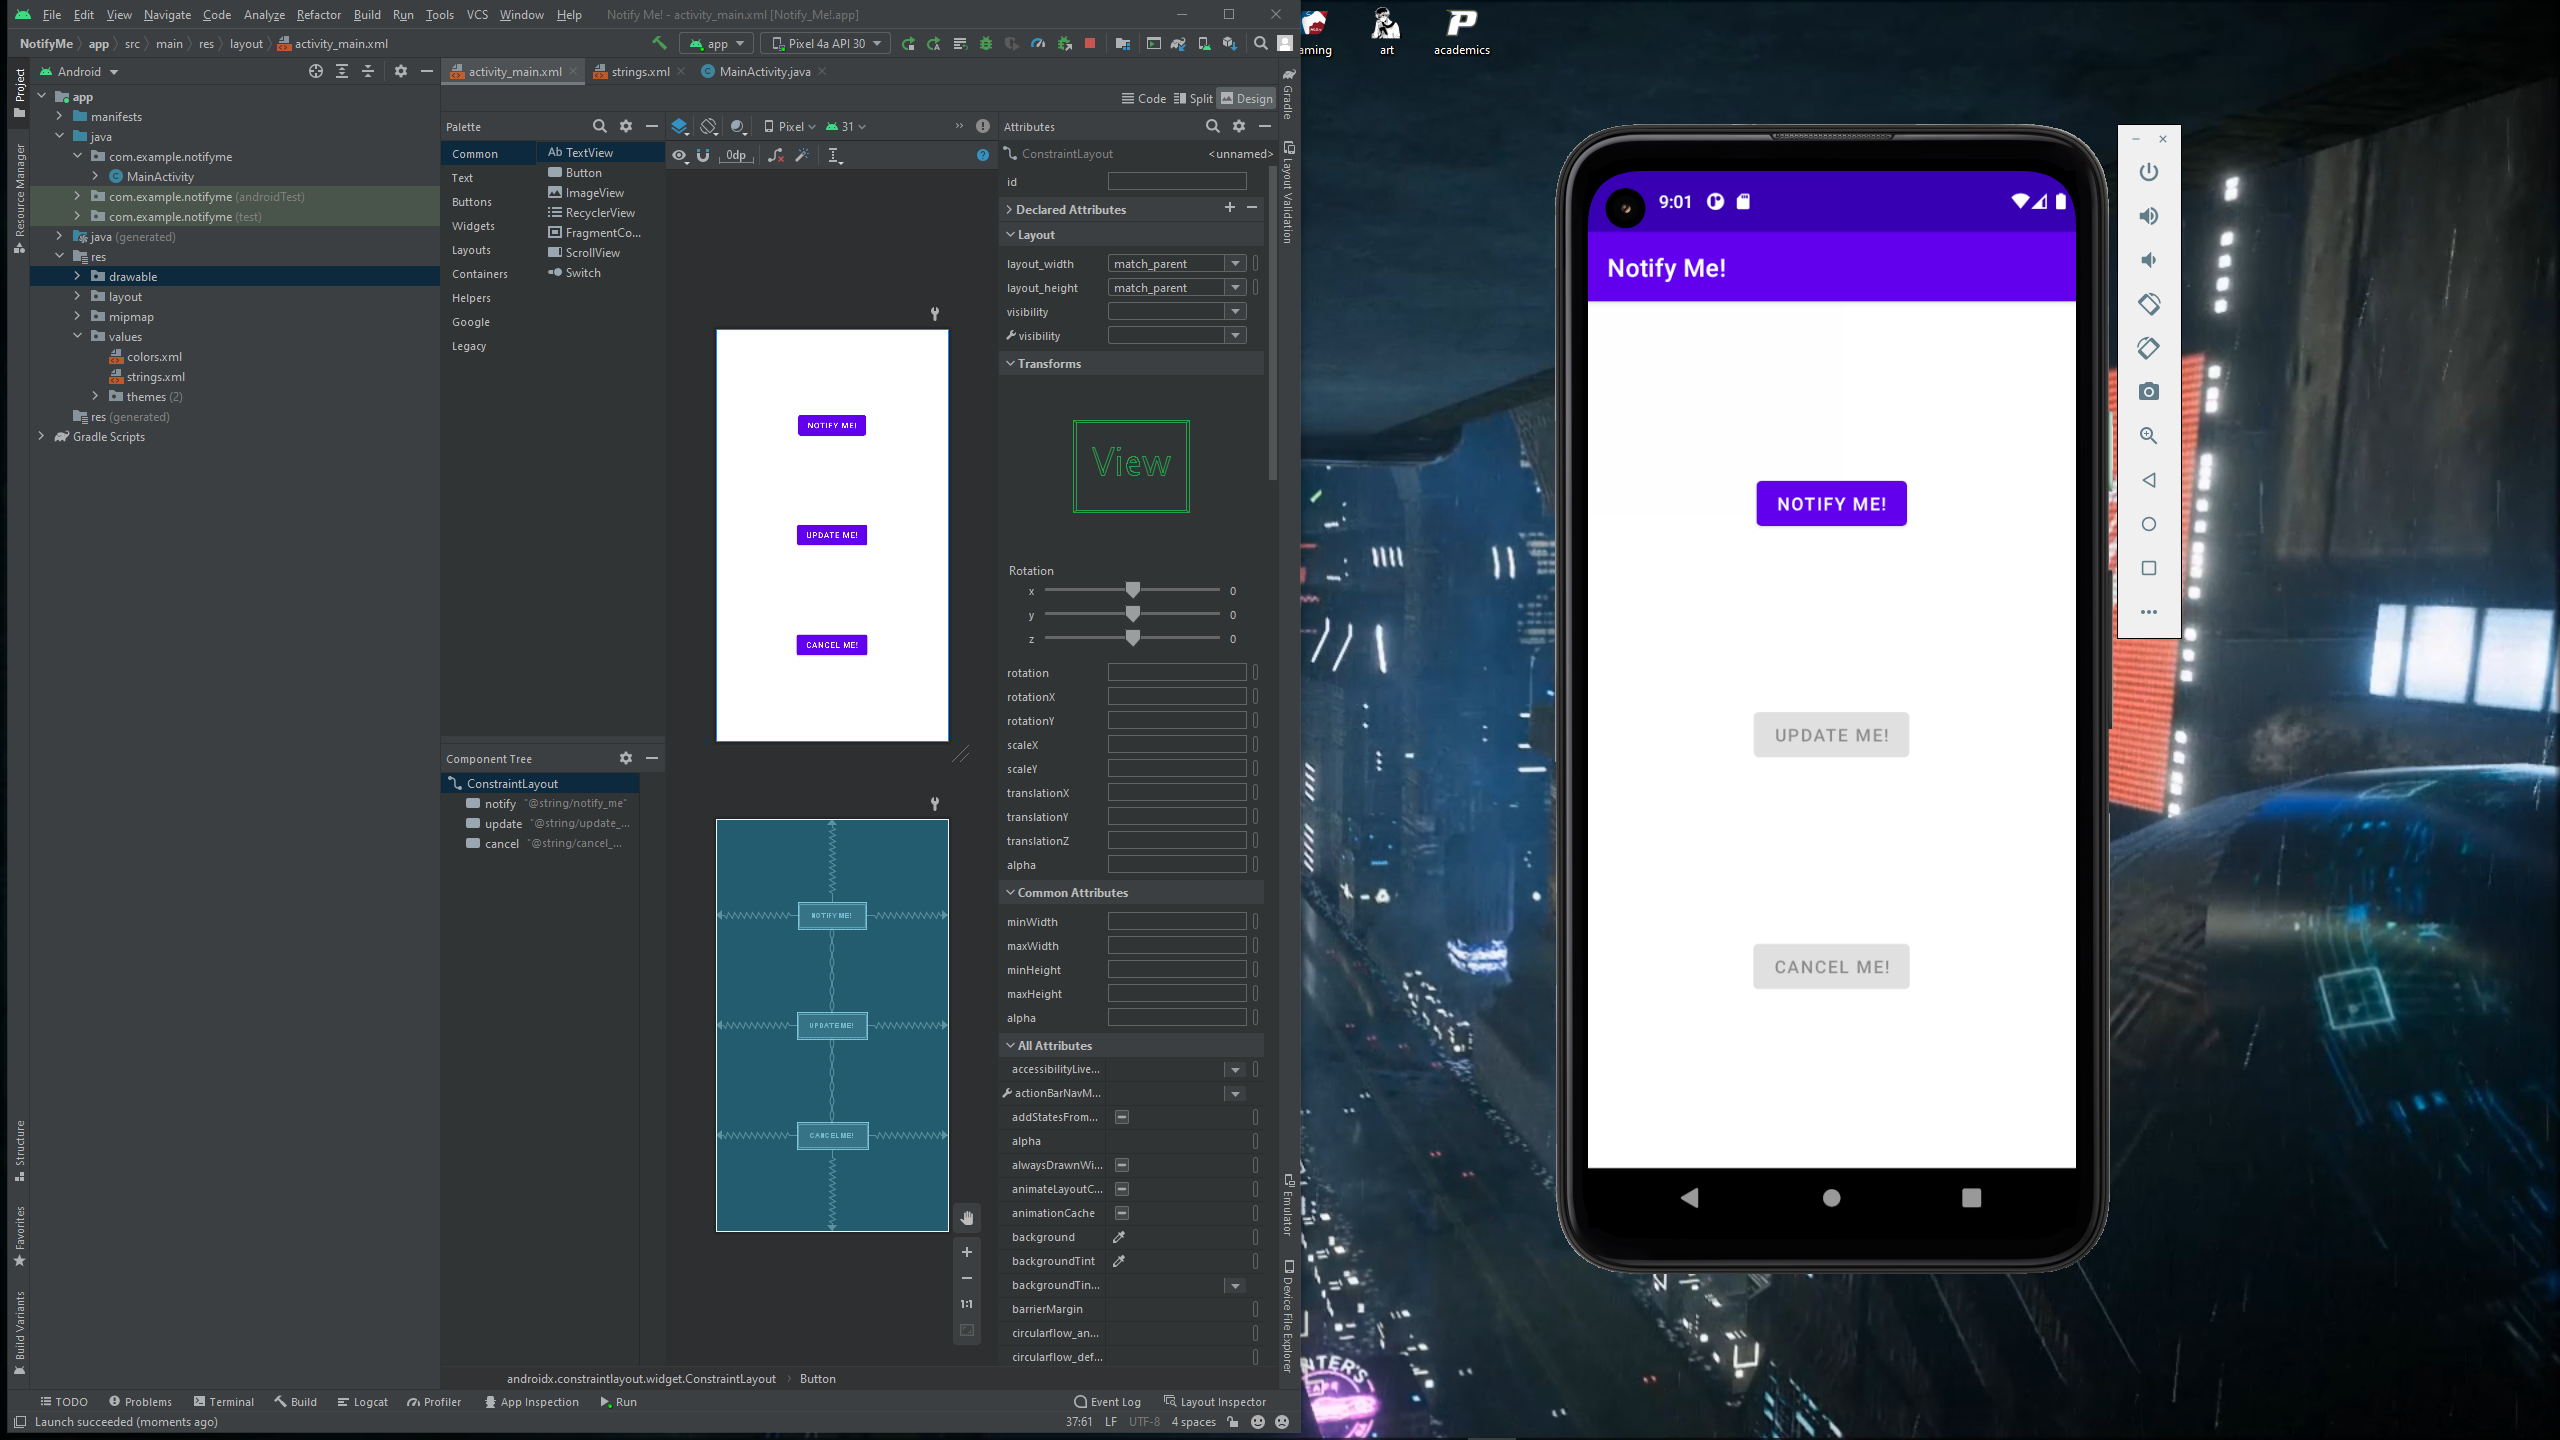 File Edit View Navigate Code Analyze Refactor Build Run Tools VCS Window Help Notify Me! - activity_main.xml [Notify_Me!.app]
NotifyMe app src main res layout activity_main.xml
app Pixel 4a API 30
Android
activity_main.xml strings.xml MainActivity.java
Code Split Design
Project
Resource Manager
Structure
Favorites
Build Variants
app
manifests
java
com.example.notifyme
MainActivity
com.example.notifyme (androidTest)
com.example.notifyme (test)
java (generated)
res
drawable
layout
mipmap
values
colors.xml
strings.xml
themes (2)
res (generated)
Gradle Scripts
Palette
Common
Text
Buttons
Widgets
Layouts
Containers
Helpers
Google
Legacy
Ab TextView
Button
ImageView
RecyclerView
FragmentCo...
ScrollView
Switch
Pixel 31
0dp
NOTIFY ME!
UPDATE ME!
CANCEL ME!
NOTIFY ME!
UPDATE ME!
CANCEL ME!
1:1
Component Tree
ConstraintLayout
notify "@string/notify_me"
update "@string/update_...
cancel "@string/cancel_...
Attributes
ConstraintLayout <unnamed>
id
Declared Attributes
Layout
layout_width match_parent
layout_height match_parent
visibility
visibility
Transforms
View
Rotation
x 0
y 0
z 0
rotation
rotationX
rotationY
scaleX
scaleY
translationX
translationY
translationZ
alpha
Common Attributes
minWidth
maxWidth
minHeight
maxHeight
alpha
All Attributes
accessibilityLive...
actionBarNavM...
addStatesFrom...
alpha
alwaysDrawnWi...
animateLayoutC...
animationCache
background
backgroundTint
backgroundTin...
barrierMargin
circularflow_an...
circularflow_def...
Gradle
Layout Validation
Emulator
Device File Explorer
androidx.constraintlayout.widget.ConstraintLayout Button
TODO Problems Terminal Build Logcat Profiler App Inspection Run Event Log Layout Inspector
Launch succeeded (moments ago) 37:61 LF UTF-8 4 spaces
aming art academics
9:01
Notify Me!
NOTIFY ME!
UPDATE ME!
CANCEL ME!